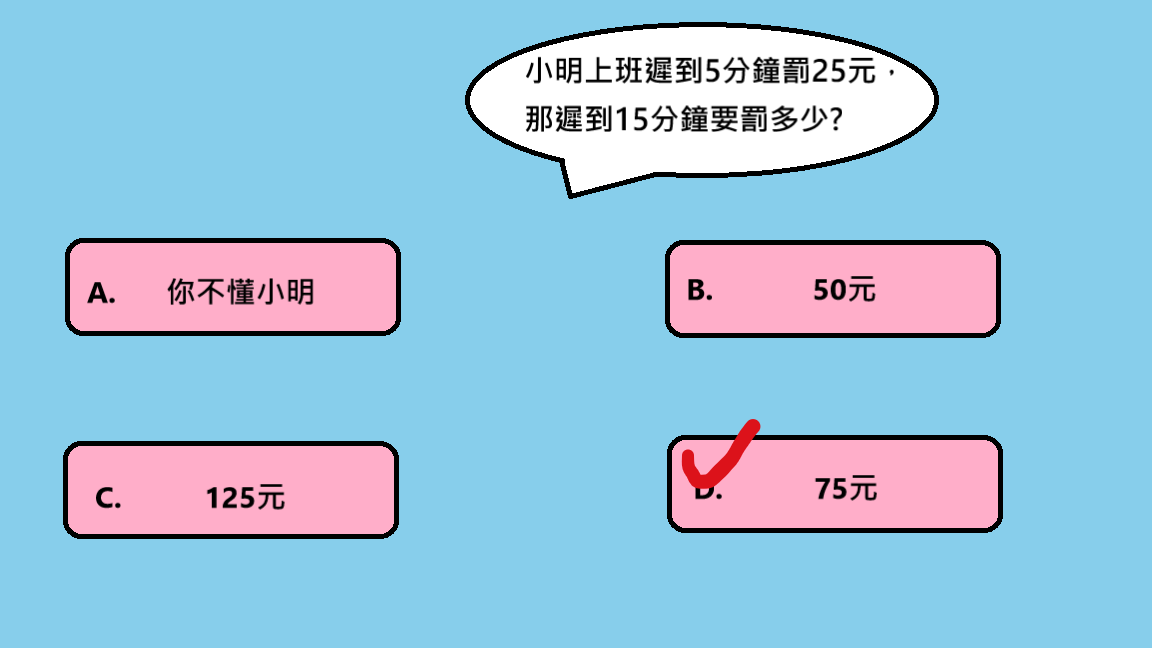 小明上班遲到5分鐘罰25元，
那遲到15分鐘要罰多少?
A. 你不懂小明
B. 50元
C. 125元
D. 75元